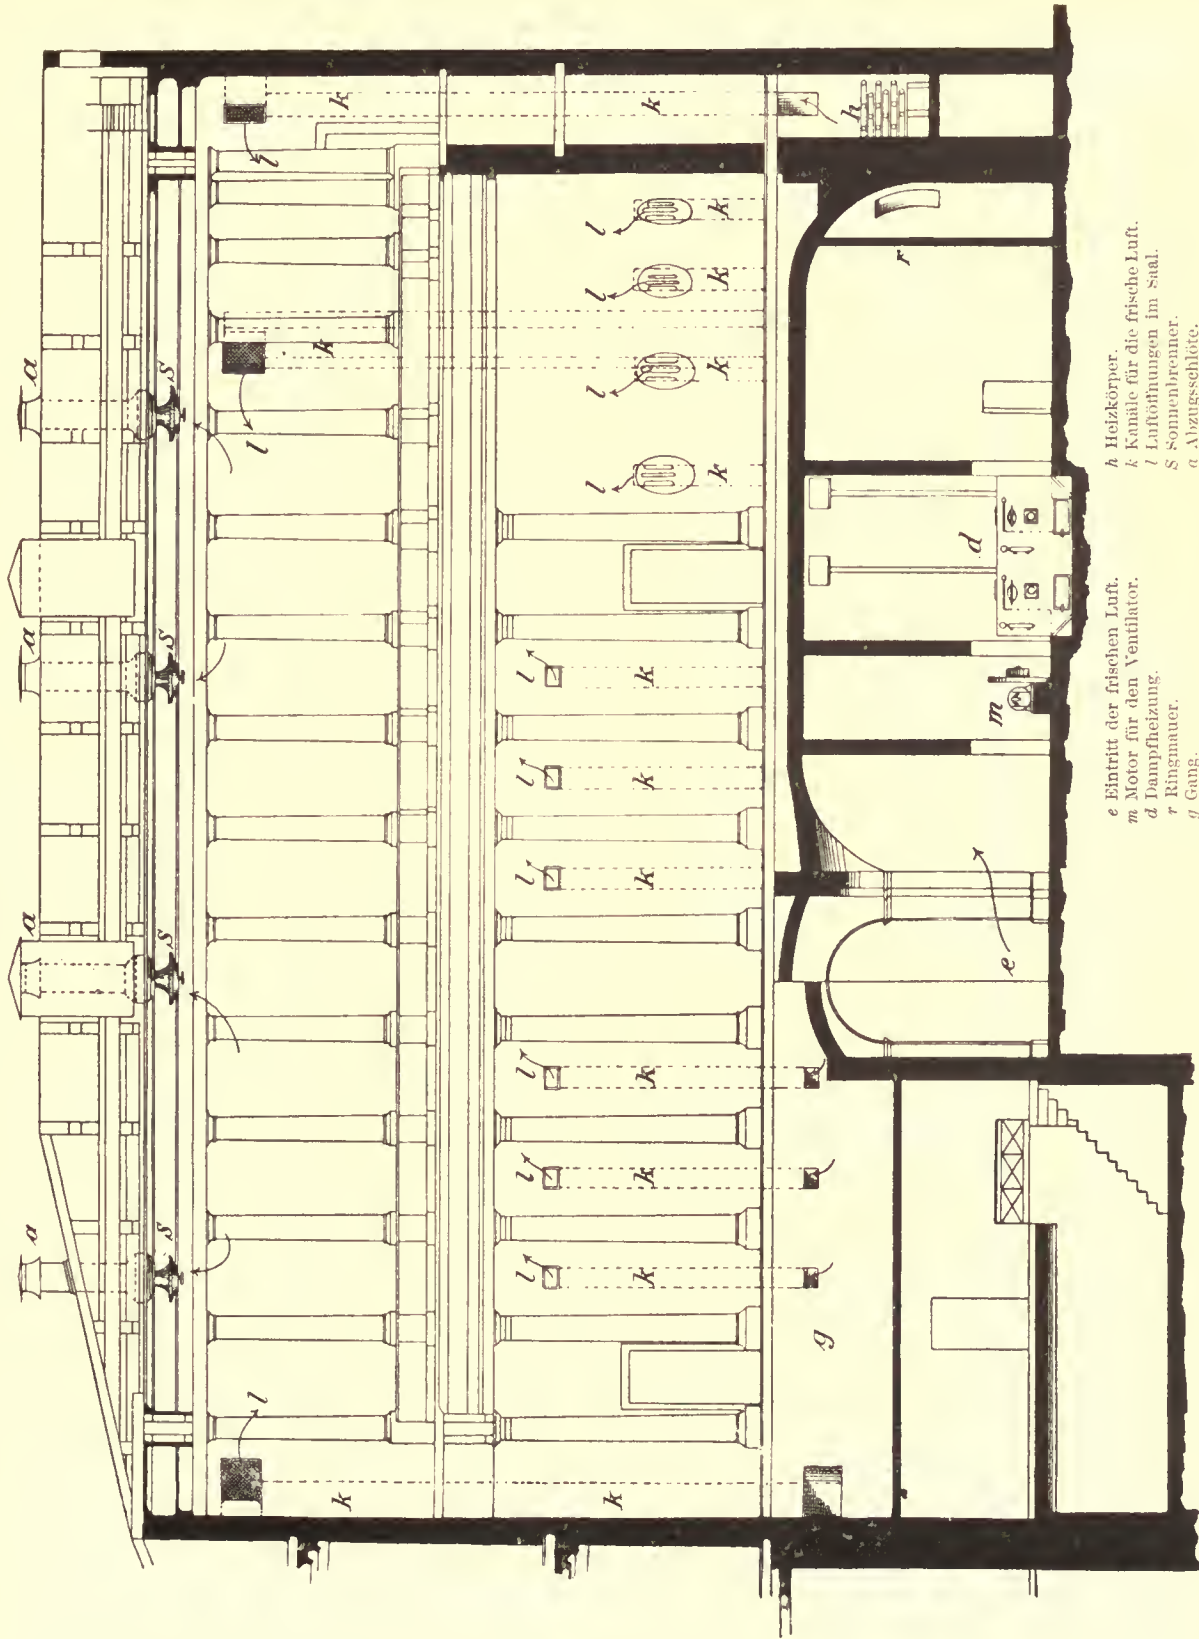 a
a
a
a
S
S
S
S
k
l
k
l
l
k
k
k
l
l
l
l
k
k
k
k
l
l
l
l
l
l
k
k
k
k
k
k
k
h
g
e
m
d
r
e Eintritt der frischen Luft.
m Motor für den Ventilator.
d Dampfheizung.
r Ringmauer.
g Gang.
h Heizkörper.
k Kanäle für die frische Luft.
l Luftöffnungen im Saal.
S Sonnenbrenner.
a Abzugsschlöte.